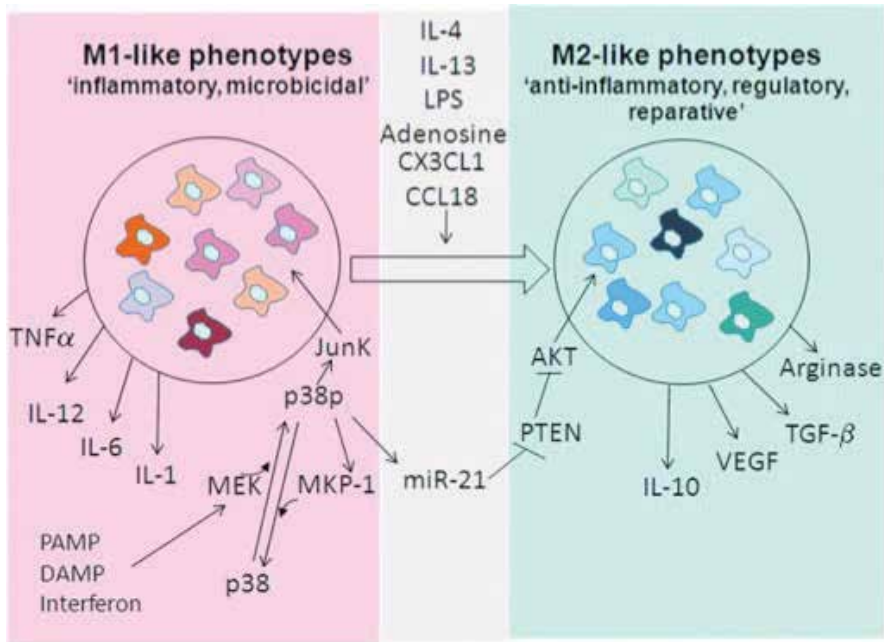 M1-like phenotypes
'inflammatory, microbicidal'
IL-4
IL-13
LPS
Adenosine
CX3CL1
CCL18
M2-like phenotypes
'anti-inflammatory, regulatory,
reparative'
TNFα
IL-12
IL-6
IL-1
JunK
p38p
MEK
MKP-1
p38
PAMP
DAMP
Interferon
miR-21
AKT
PTEN
Arginase
TGF-β
VEGF
IL-10